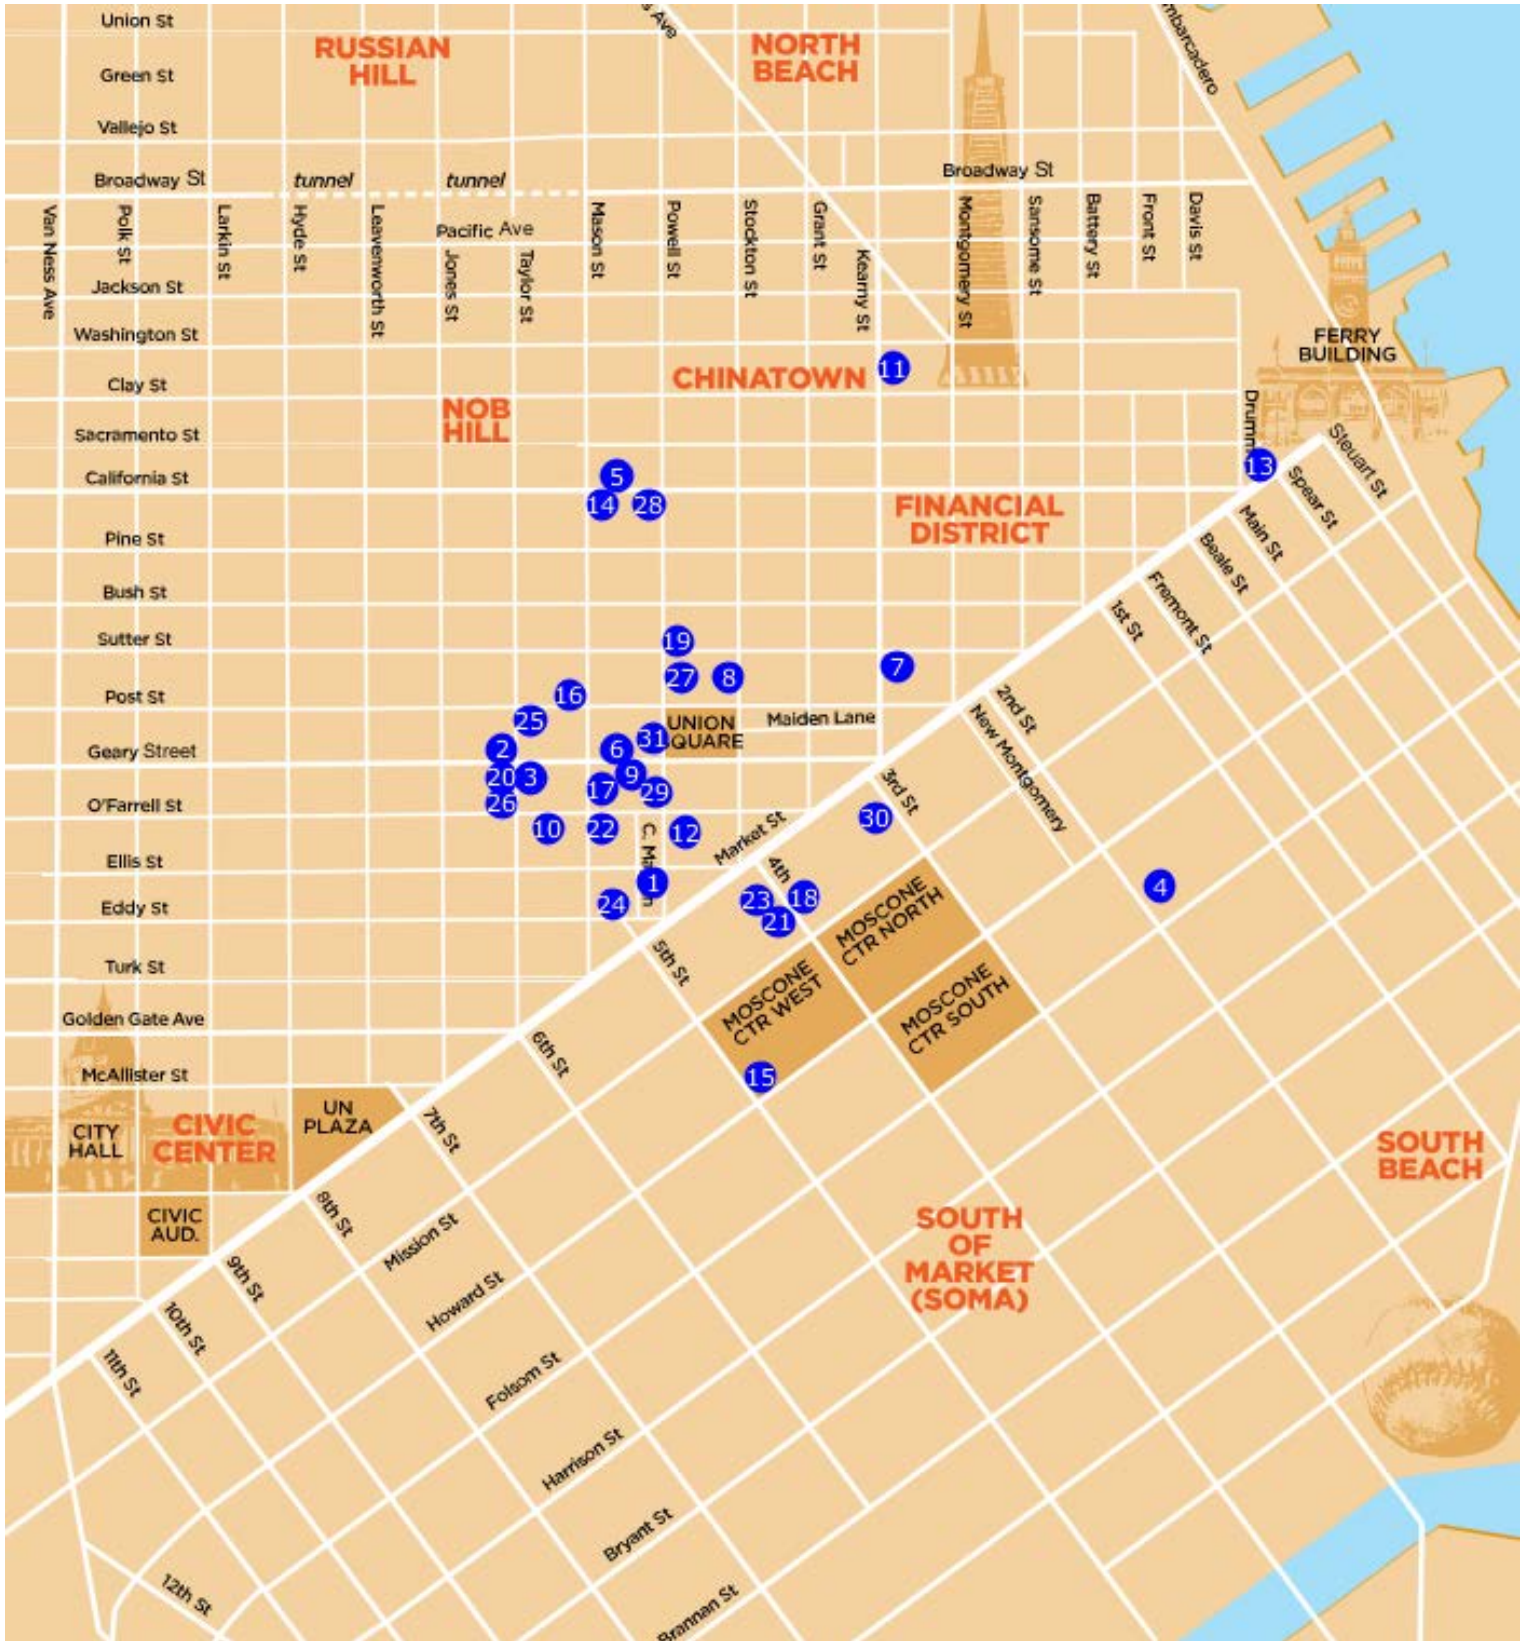 Union St
s Ave
mbarcadero
RUSSIAN
HILL
NORTH
BEACH
Green St
Vallejo St
Broadway St
tunnel
tunnel
Broadway St
Van Ness Ave
Polk St
Larkin St
Hyde St
Leavenworth St
Pacific Ave
Jones St
Taylor St
Mason St
Powell St
Stockton St
Grant St
Kearny St
Montgomery St
Sansome St
Battery St
Front St
Davis St
Jackson St
Washington St
FERRY
BUILDING
Clay St
CHINATOWN
11
NOB
HILL
Sacramento St
Steuart St
California St
5
13
Spear St
14
28
FINANCIAL
DISTRICT
Main St
Pine St
Beale St
Bush St
Fremont St
1st St
Sutter St
19
7
27
8
Post St
16
2nd St
25
UNION
Maiden Lane
New Montgomery
Geary Street
2
6
31
20
3
9
17
29
3rd St
O'Farrell St
26
30
10
22
12
Market St
Ellis St
4th
1
4
Eddy St
24
23
18
21
MOSCONE
CTR NORTH
5th St
Turk St
MOSCONE
CTR WEST
MOSCONE
CTR SOUTH
Golden Gate Ave
6th St
McAllister St
15
UN
PLAZA
CITY
HALL
CIVIC
CENTER
7th St
SOUTH
BEACH
CIVIC
AUD.
8th St
Mission St
SOUTH
OF
MARKET
(SOMA)
9th St
Howard St
10th St
11th St
Folsom St
Harrison St
Bryant St
12th St
Brannan St